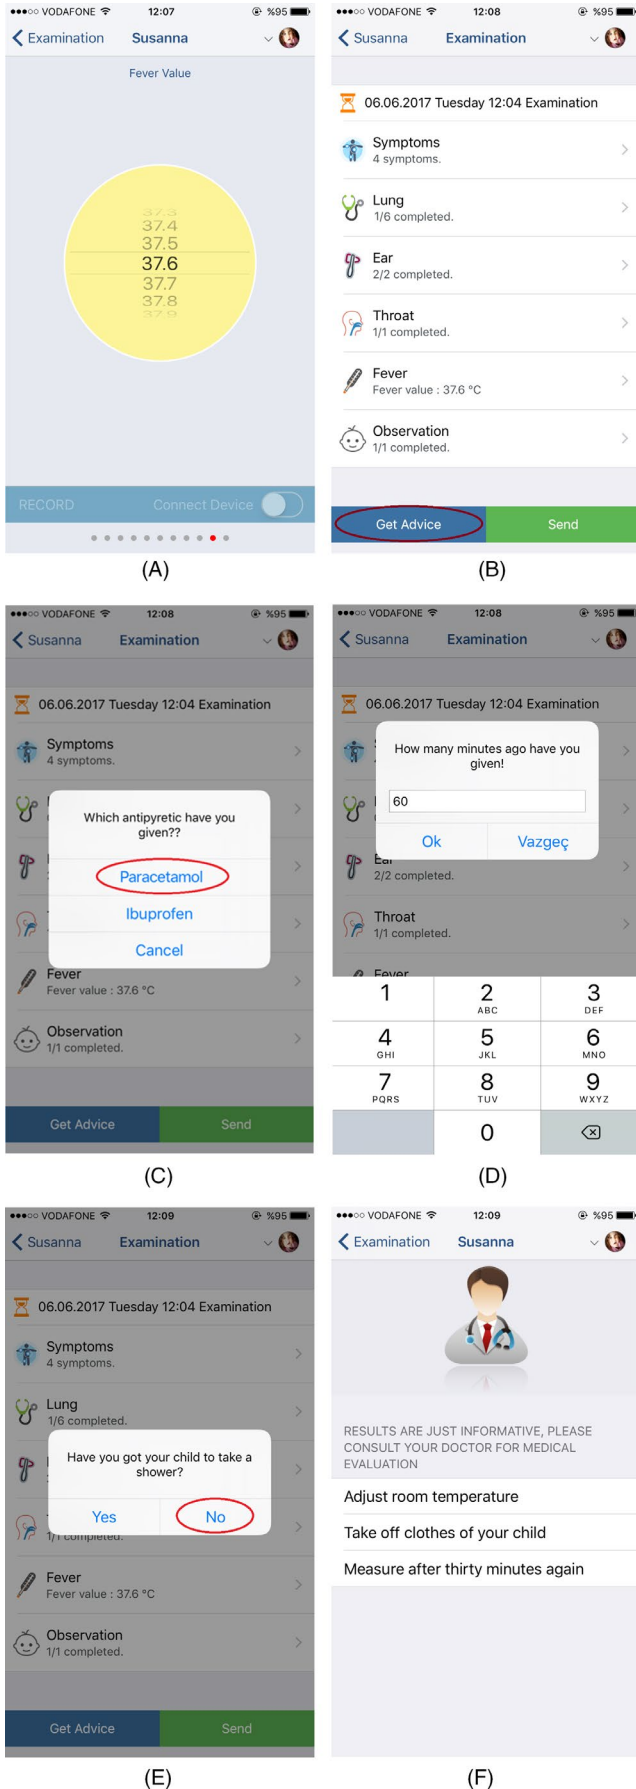 ●●●○○ VODAFONE 12:07 %95
Examination Susanna
Fever Value
37.3
37.4
37.5
37.6
37.7
37.8
37.9
RECORD Connect Device
(A)
●●●○○ VODAFONE 12:08 %95
Susanna Examination
06.06.2017 Tuesday 12:04 Examination
Symptoms
4 symptoms.
Lung
1/6 completed.
Ear
2/2 completed.
Throat
1/1 completed.
Fever
Fever value : 37.6 °C
Observation
1/1 completed.
Get Advice Send
(B)
●●●○○ VODAFONE 12:08 %95
Susanna Examination
06.06.2017 Tuesday 12:04 Examination
Symptoms
4 symptoms.
Which antipyretic have you
given??
Paracetamol
Ibuprofen
Cancel
Fever
Fever value : 37.6 °C
Observation
1/1 completed.
Get Advice Send
(C)
●●●○○ VODAFONE 12:08 %95
Susanna Examination
06.06.2017 Tuesday 12:04 Examination
How many minutes ago have you
given!
60
Ok Vazgeç
Ear
2/2 completed.
Throat
1/1 completed.
Fever
1 2 3
ABC DEF
4 5 6
GHI JKL MNO
7 8 9
PQRS TUV WXYZ
0
(D)
●●●○○ VODAFONE 12:09 %95
Susanna Examination
06.06.2017 Tuesday 12:04 Examination
Symptoms
4 symptoms.
Lung
1/6 completed.
Have you got your child to take a
shower?
Yes No
1/1 completed.
Fever
Fever value : 37.6 °C
Observation
1/1 completed.
Get Advice Send
(E)
●●●○○ VODAFONE 12:09 %95
Examination Susanna
RESULTS ARE JUST INFORMATIVE, PLEASE
CONSULT YOUR DOCTOR FOR MEDICAL
EVALUATION
Adjust room temperature
Take off clothes of your child
Measure after thirty minutes again
(F)